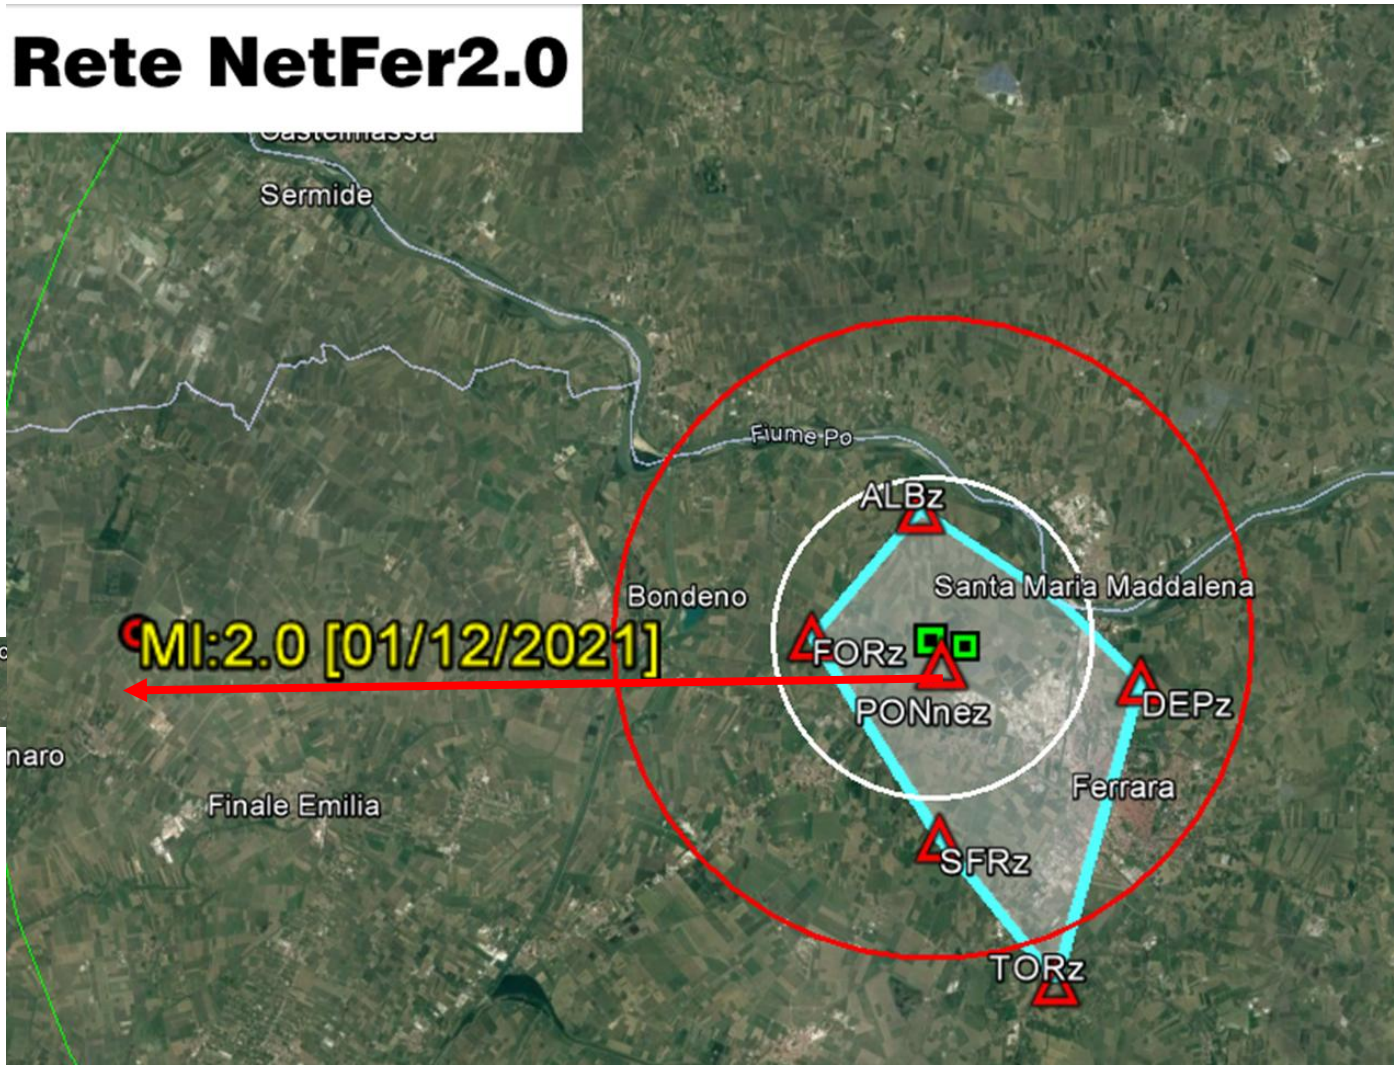 Rete NetFer2.0
Castelmassa
Sermide
Fiume Po
ALBz
Santa Maria Maddalena
Bondeno
MI:2.0 [01/12/2021]
FORz
PONnez
DEPz
naro
Finale Emilia
Ferrara
SFRz
TORz